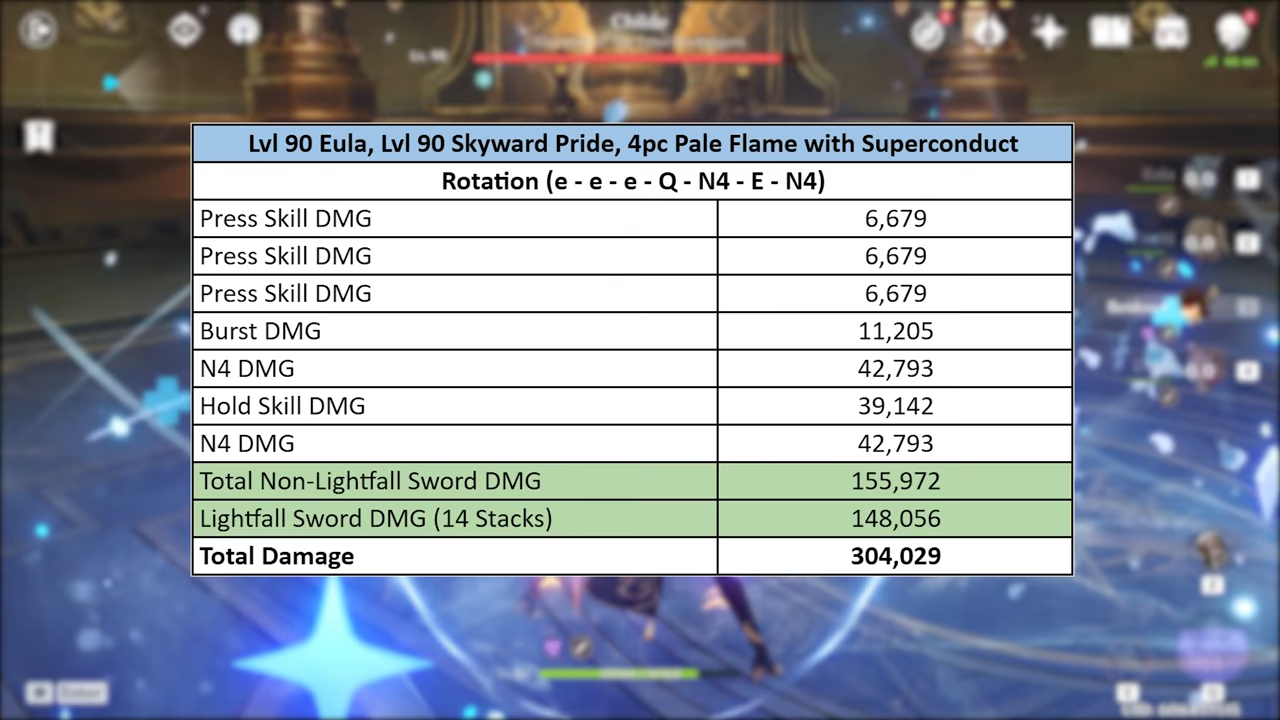 Lvl 90 Eula, Lvl 90 Skyward Pride, 4pc Pale Flame with Superconduct
Rotation (e - e - e - Q - N4 - E - N4)
Press Skill DMG 6,679
Press Skill DMG 6,679
Press Skill DMG 6,679
Burst DMG 11,205
N4 DMG 42,793
Hold Skill DMG 39,142
N4 DMG 42,793
Total Non-Lightfall Sword DMG 155,972
Lightfall Sword DMG (14 Stacks) 148,056
Total Damage 304,029